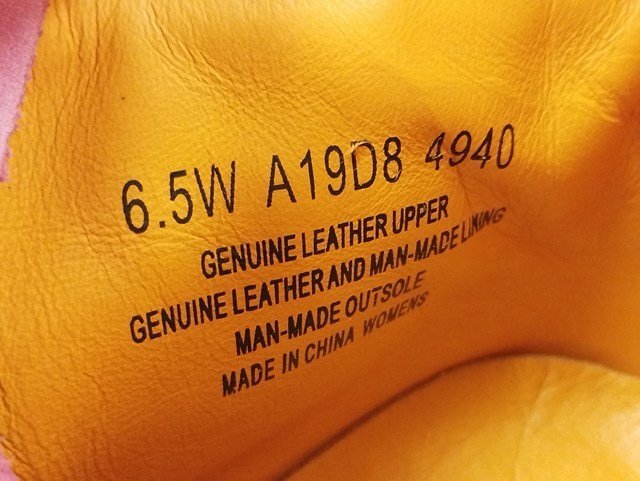 6.5W A19D8 4940
GENUINE LEATHER UPPER
GENUINE LEATHER AND MAN-MADE LINING
MAN-MADE OUTSOLE
MADE IN CHINA WOMENS